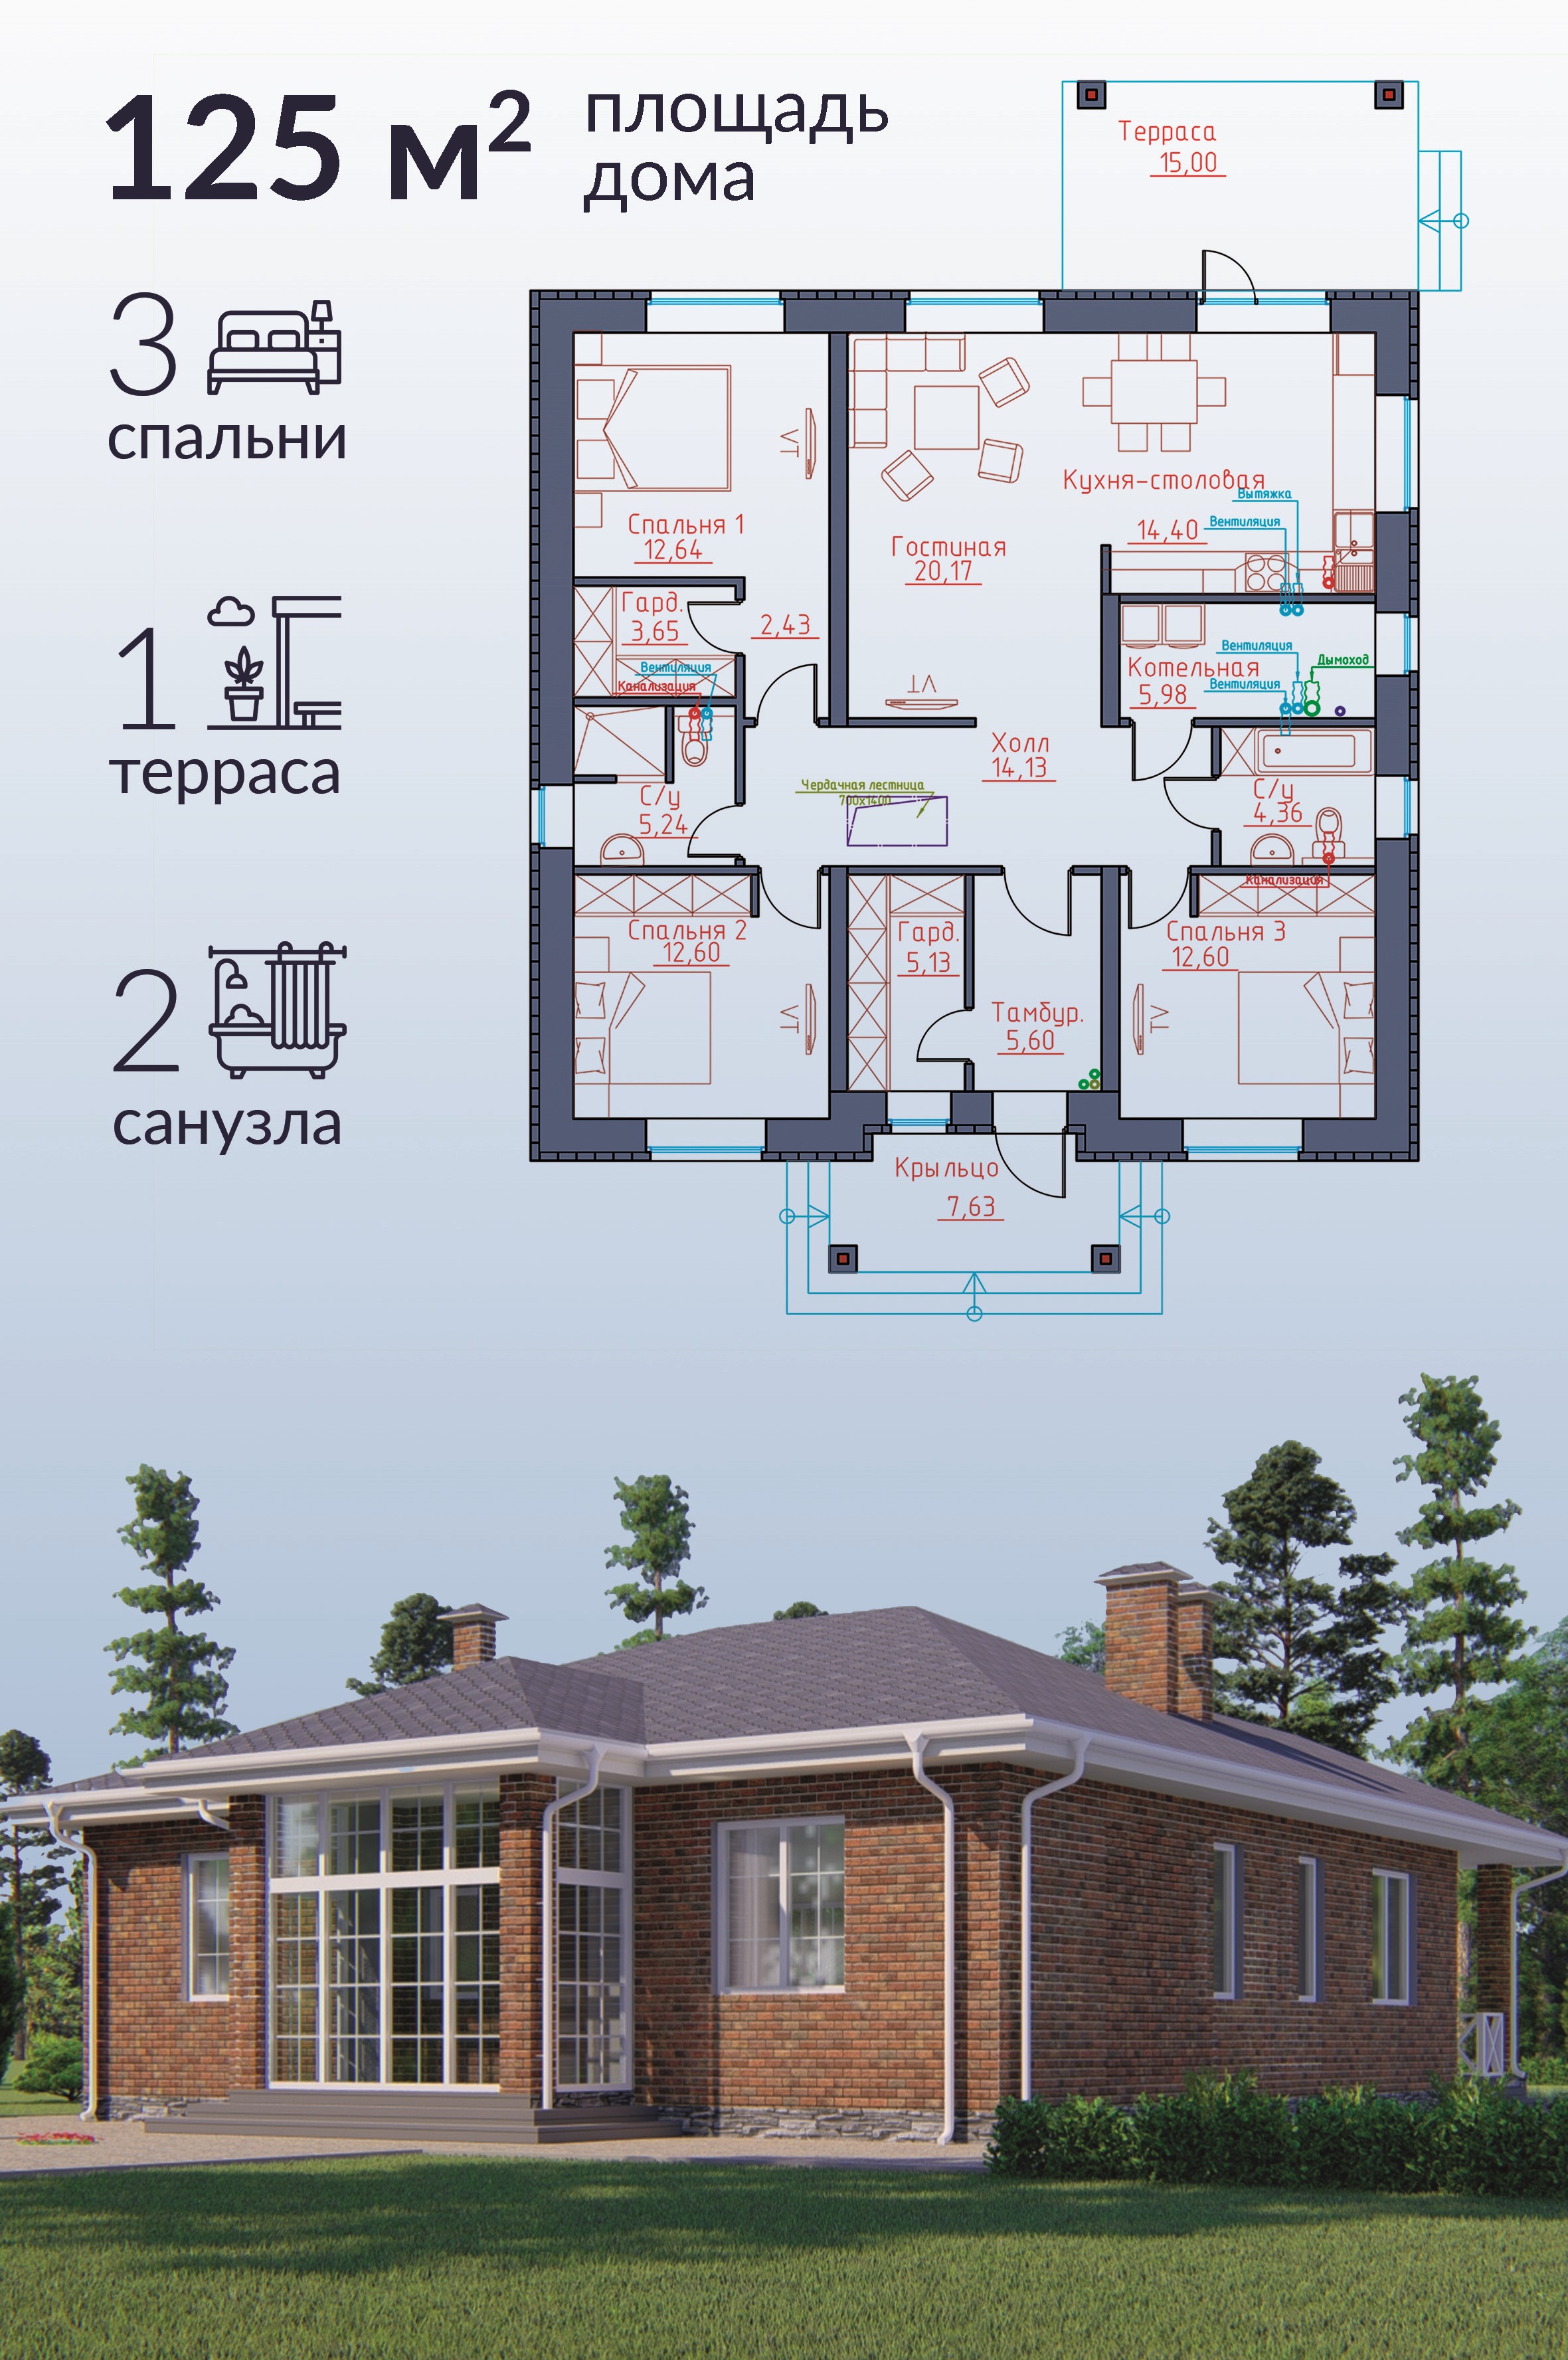 125 м² площадь
дома
3
спальни
1
терраса
2
санузла
Терраса
15,00
Спальня 1
12,64
TV
Гостиная
20,17
Кухня-столовая
14,40
Вытяжка
Вентиляция
Гард.
3,65
2,43
Вентиляция
Канализация
TV
Котельная
5,98
Вентиляция
Вентиляция
Дымоход
Холл
14,13
Чердачная лестница
700х1400
С/у
5,24
С/у
4,36
Канализация
Спальня 2
12,60
TV
Гард.
5,13
Тамбур.
5,60
Спальня 3
12,60
TV
Крыльцо
7,63